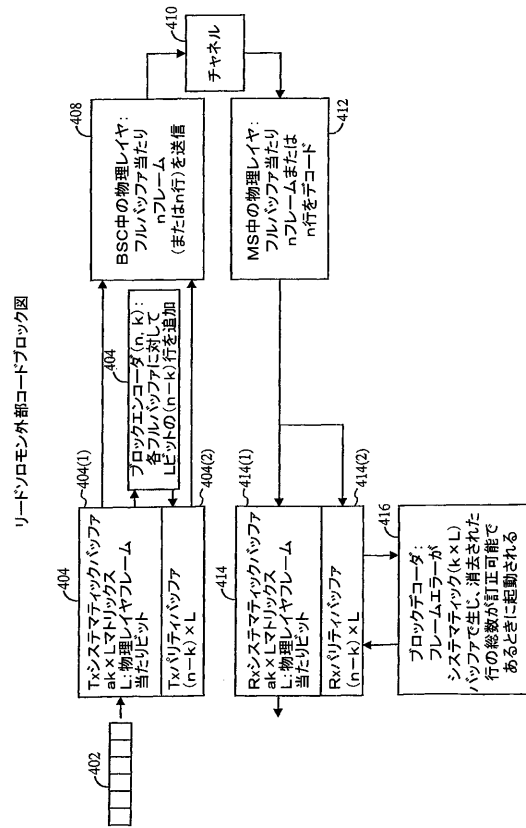 リードソロモン外部コードブロック図
402
404
404(1)
Txシステマティックバッファ
ak×Lマトリックス
L:物理レイヤフレーム
当たりビット
Txパリティバッファ
(n-k)×L
404(2)
404
ブロックエンコーダ(n, k):
各フルバッファに対して
Lビットの(n-k)行を追加
408
BSC中の物理レイヤ:
フルバッファ当たり
nフレーム
(またはn行)を送信
410
チャネル
MS中の物理レイヤ:
フルバッファ当たり
nフレームまたは
n行をデコード
412
414
414(1)
Rxシステマティックバッファ
ak×Lマトリックス
L:物理レイヤフレーム
当たりビット
Rxパリティバッファ
(n-k)×L
414(2)
416
ブロックデコーダ:
フレームエラーが
システマティック(k×L)
バッファで生じ、消去された
行の総数が訂正可能で
あるときに起動される